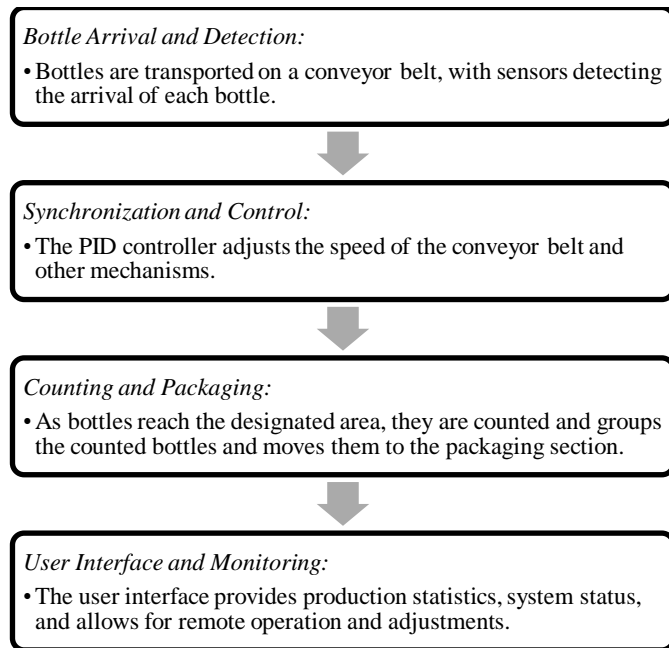 Bottle Arrival and Detection:
• Bottles are transported on a conveyor belt, with sensors detecting
the arrival of each bottle.
Synchronization and Control:
• The PID controller adjusts the speed of the conveyor belt and
other mechanisms.
Counting and Packaging:
• As bottles reach the designated area, they are counted and groups
the counted bottles and moves them to the packaging section.
User Interface and Monitoring:
• The user interface provides production statistics, system status,
and allows for remote operation and adjustments.